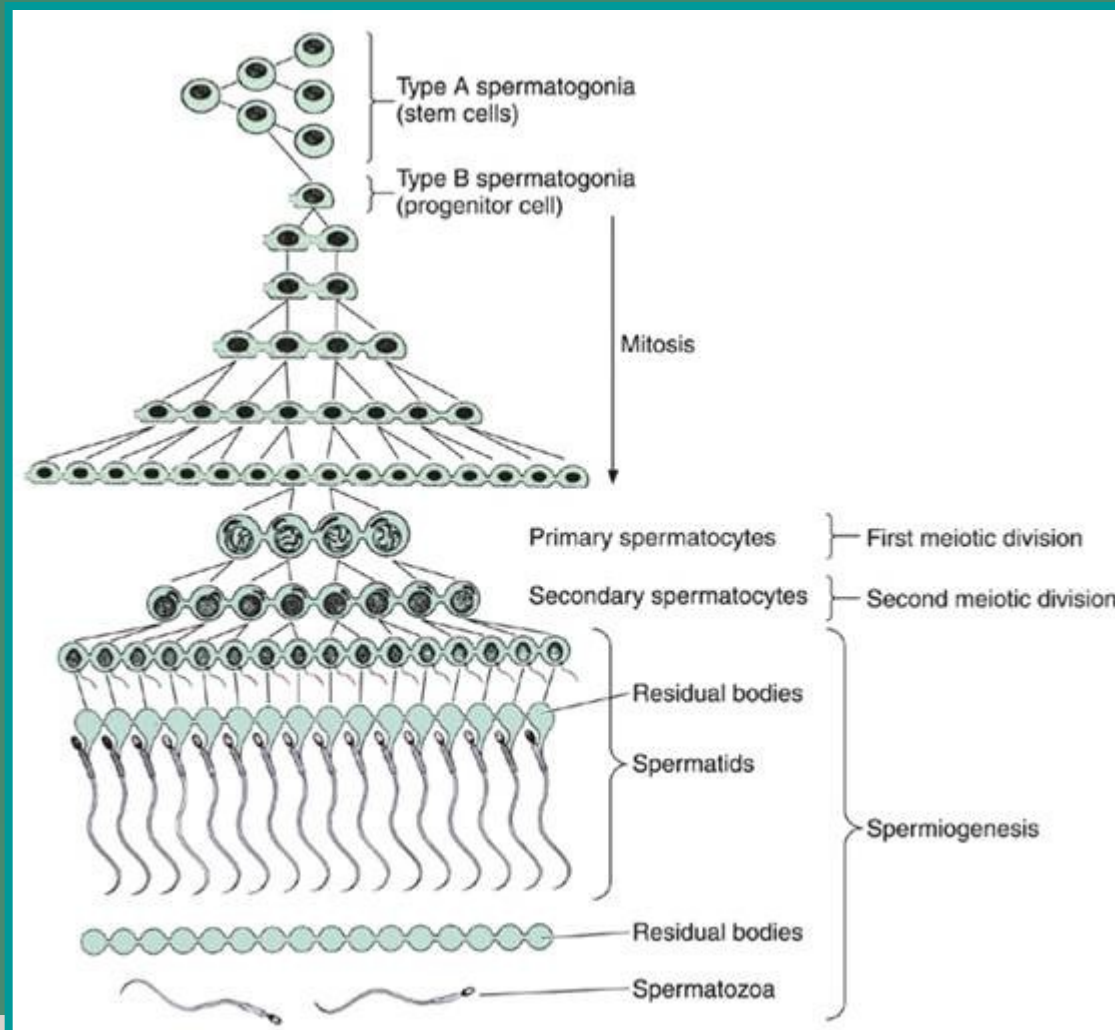 Type A spermatogonia
(stem cells)
Type B spermatogonia
(progenitor cell)
Mitosis
Primary spermatocytes
First meiotic division
Secondary spermatocytes
Second meiotic division
Residual bodies
Spermatids
Spermiogenesis
Residual bodies
Spermatozoa